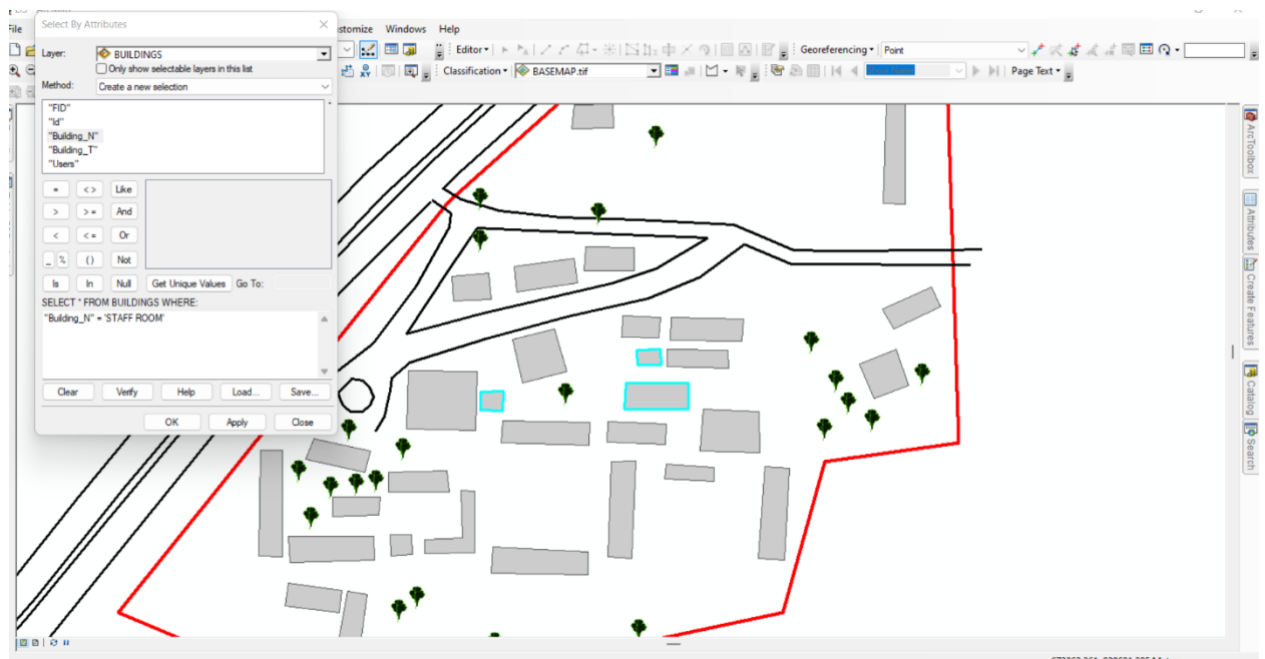 Select By Attributes
File
stomize Windows Help
Layer:
BUILDINGS
Only show selectable layers in this list
Method:
Create a new selection
"FID"
"Id"
"Building_N"
"Building_T"
"Users"
= <> Like
> >= And
< <= Or
_ % () Not
Is In Null Get Unique Values Go To:
SELECT * FROM BUILDINGS WHERE:
"Building_N" = 'STAFF ROOM'
Clear Verify Help Load... Save...
OK Apply Close
Editor Georeferencing Point
Classification BASEMAP.tif Page Text
ArcToolbox
Attributes
Create Features
Catalog
Search